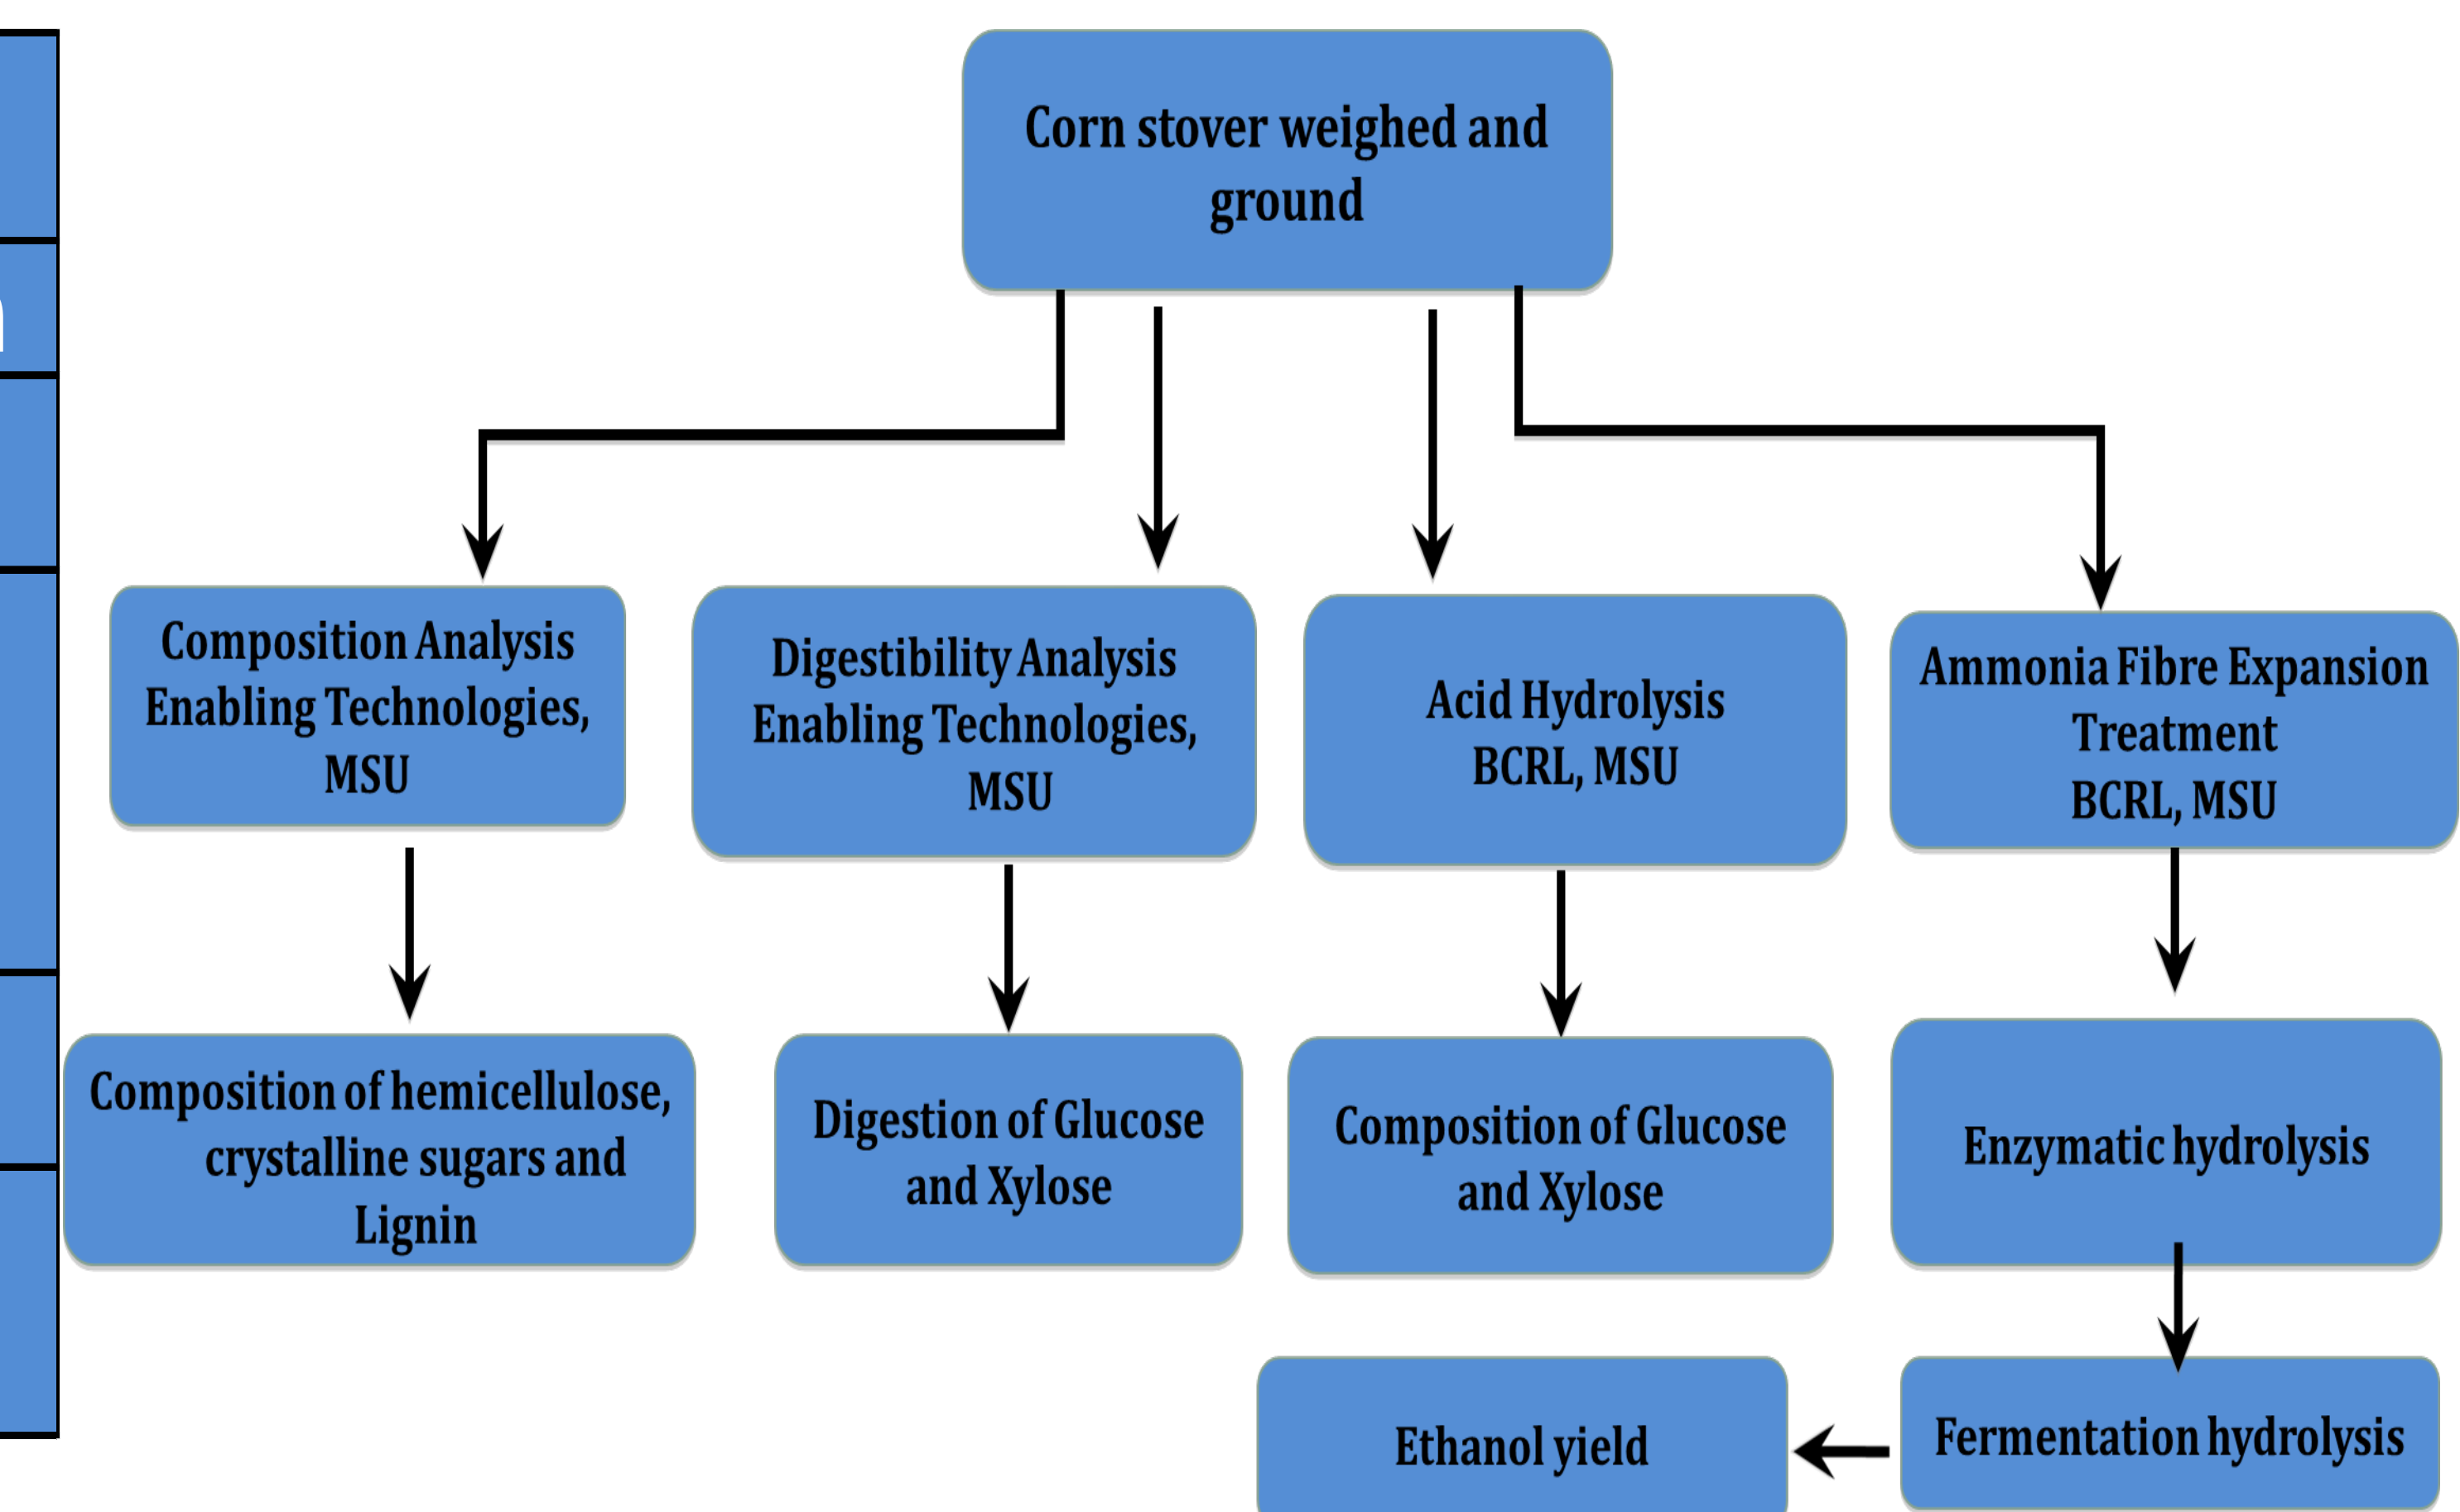 Corn stover weighed and
ground
Composition Analysis
Enabling Technologies,
MSU
Digestibility Analysis
Enabling Technologies,
MSU
Acid Hydrolysis
BCRL, MSU
Ammonia Fibre Expansion
Treatment
BCRL, MSU
Composition of hemicellulose,
crystalline sugars and
Lignin
Digestion of Glucose
and Xylose
Composition of Glucose
and Xylose
Enzymatic hydrolysis
Ethanol yield
Fermentation hydrolysis